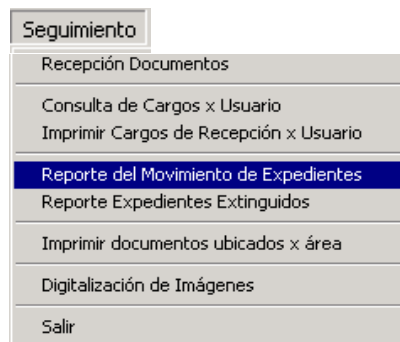 Seguimiento
Recepción Documentos
Consulta de Cargos x Usuario
Imprimir Cargos de Recepción x Usuario
Reporte del Movimiento de Expedientes
Reporte Expedientes Extinguidos
Imprimir documentos ubicados x área
Digitalización de Imágenes
Salir